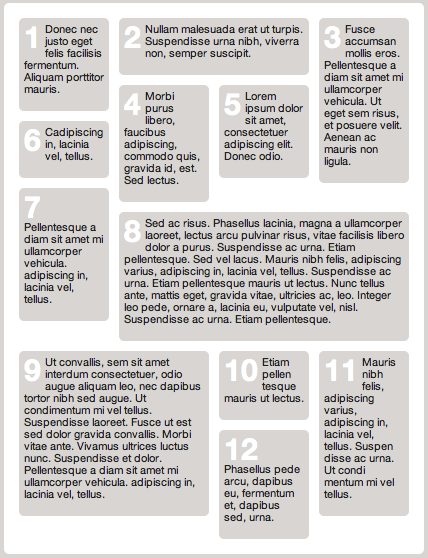 1 Donec nec
justo eget
felis facilisis
fermentum.
Aliquam porttitor
mauris.
2 Nullam malesuada erat ut turpis.
Suspendisse urna nibh, viverra
non, semper suscipit.
3 Fusce
accumsan
mollis eros.
Pellentesque a
diam sit amet mi
ullamcorper
vehicula. Ut
eget sem risus,
et posuere velit.
Aenean ac
mauris non
ligula.
4 Morbi
purus
libero,
faucibus
adipiscing,
commodo quis,
gravida id, est.
Sed lectus.
5 Lorem
ipsum dolor
sit amet,
consectetuer
adipiscing elit.
Donec odio.
6 Cadipiscing
in, lacinia
vel, tellus.
7
Pellentesque a
diam sit amet mi
ullamcorper
vehicula.
adipiscing in,
lacinia vel,
tellus.
8 Sed ac risus. Phasellus lacinia, magna a ullamcorper
laoreet, lectus arcu pulvinar risus, vitae facilisis libero
dolor a purus. Suspendisse ac urna. Etiam
pellentesque. Sed vel lacus. Mauris nibh felis, adipiscing
varius, adipiscing in, lacinia vel, tellus. Suspendisse ac
urna. Etiam pellentesque mauris ut lectus. Nunc tellus
ante, mattis eget, gravida vitae, ultricies ac, leo. Integer
leo pede, ornare a, lacinia eu, vulputate vel, nisl.
Suspendisse ac urna. Etiam pellentesque.
9 Ut convallis, sem sit amet
interdum consectetuer, odio
augue aliquam leo, nec dapibus
tortor nibh sed augue. Ut
condimentum mi vel tellus.
Suspendisse laoreet. Fusce ut est
sed dolor gravida convallis. Morbi
vitae ante. Vivamus ultrices luctus
nunc. Suspendisse et dolor.
Pellentesque a diam sit amet mi
ullamcorper vehicula. adipiscing in,
lacinia vel, tellus.
10 Etiam
pellen
tesque
mauris ut lectus.
11 Mauris
nibh
felis,
adipiscing
varius,
adipiscing in,
lacinia vel,
tellus. Suspen
disse ac urna.
Ut condi
mentum mi vel
tellus.
12
Phasellus pede
arcu, dapibus
eu, fermentum
et, dapibus
sed, urna.